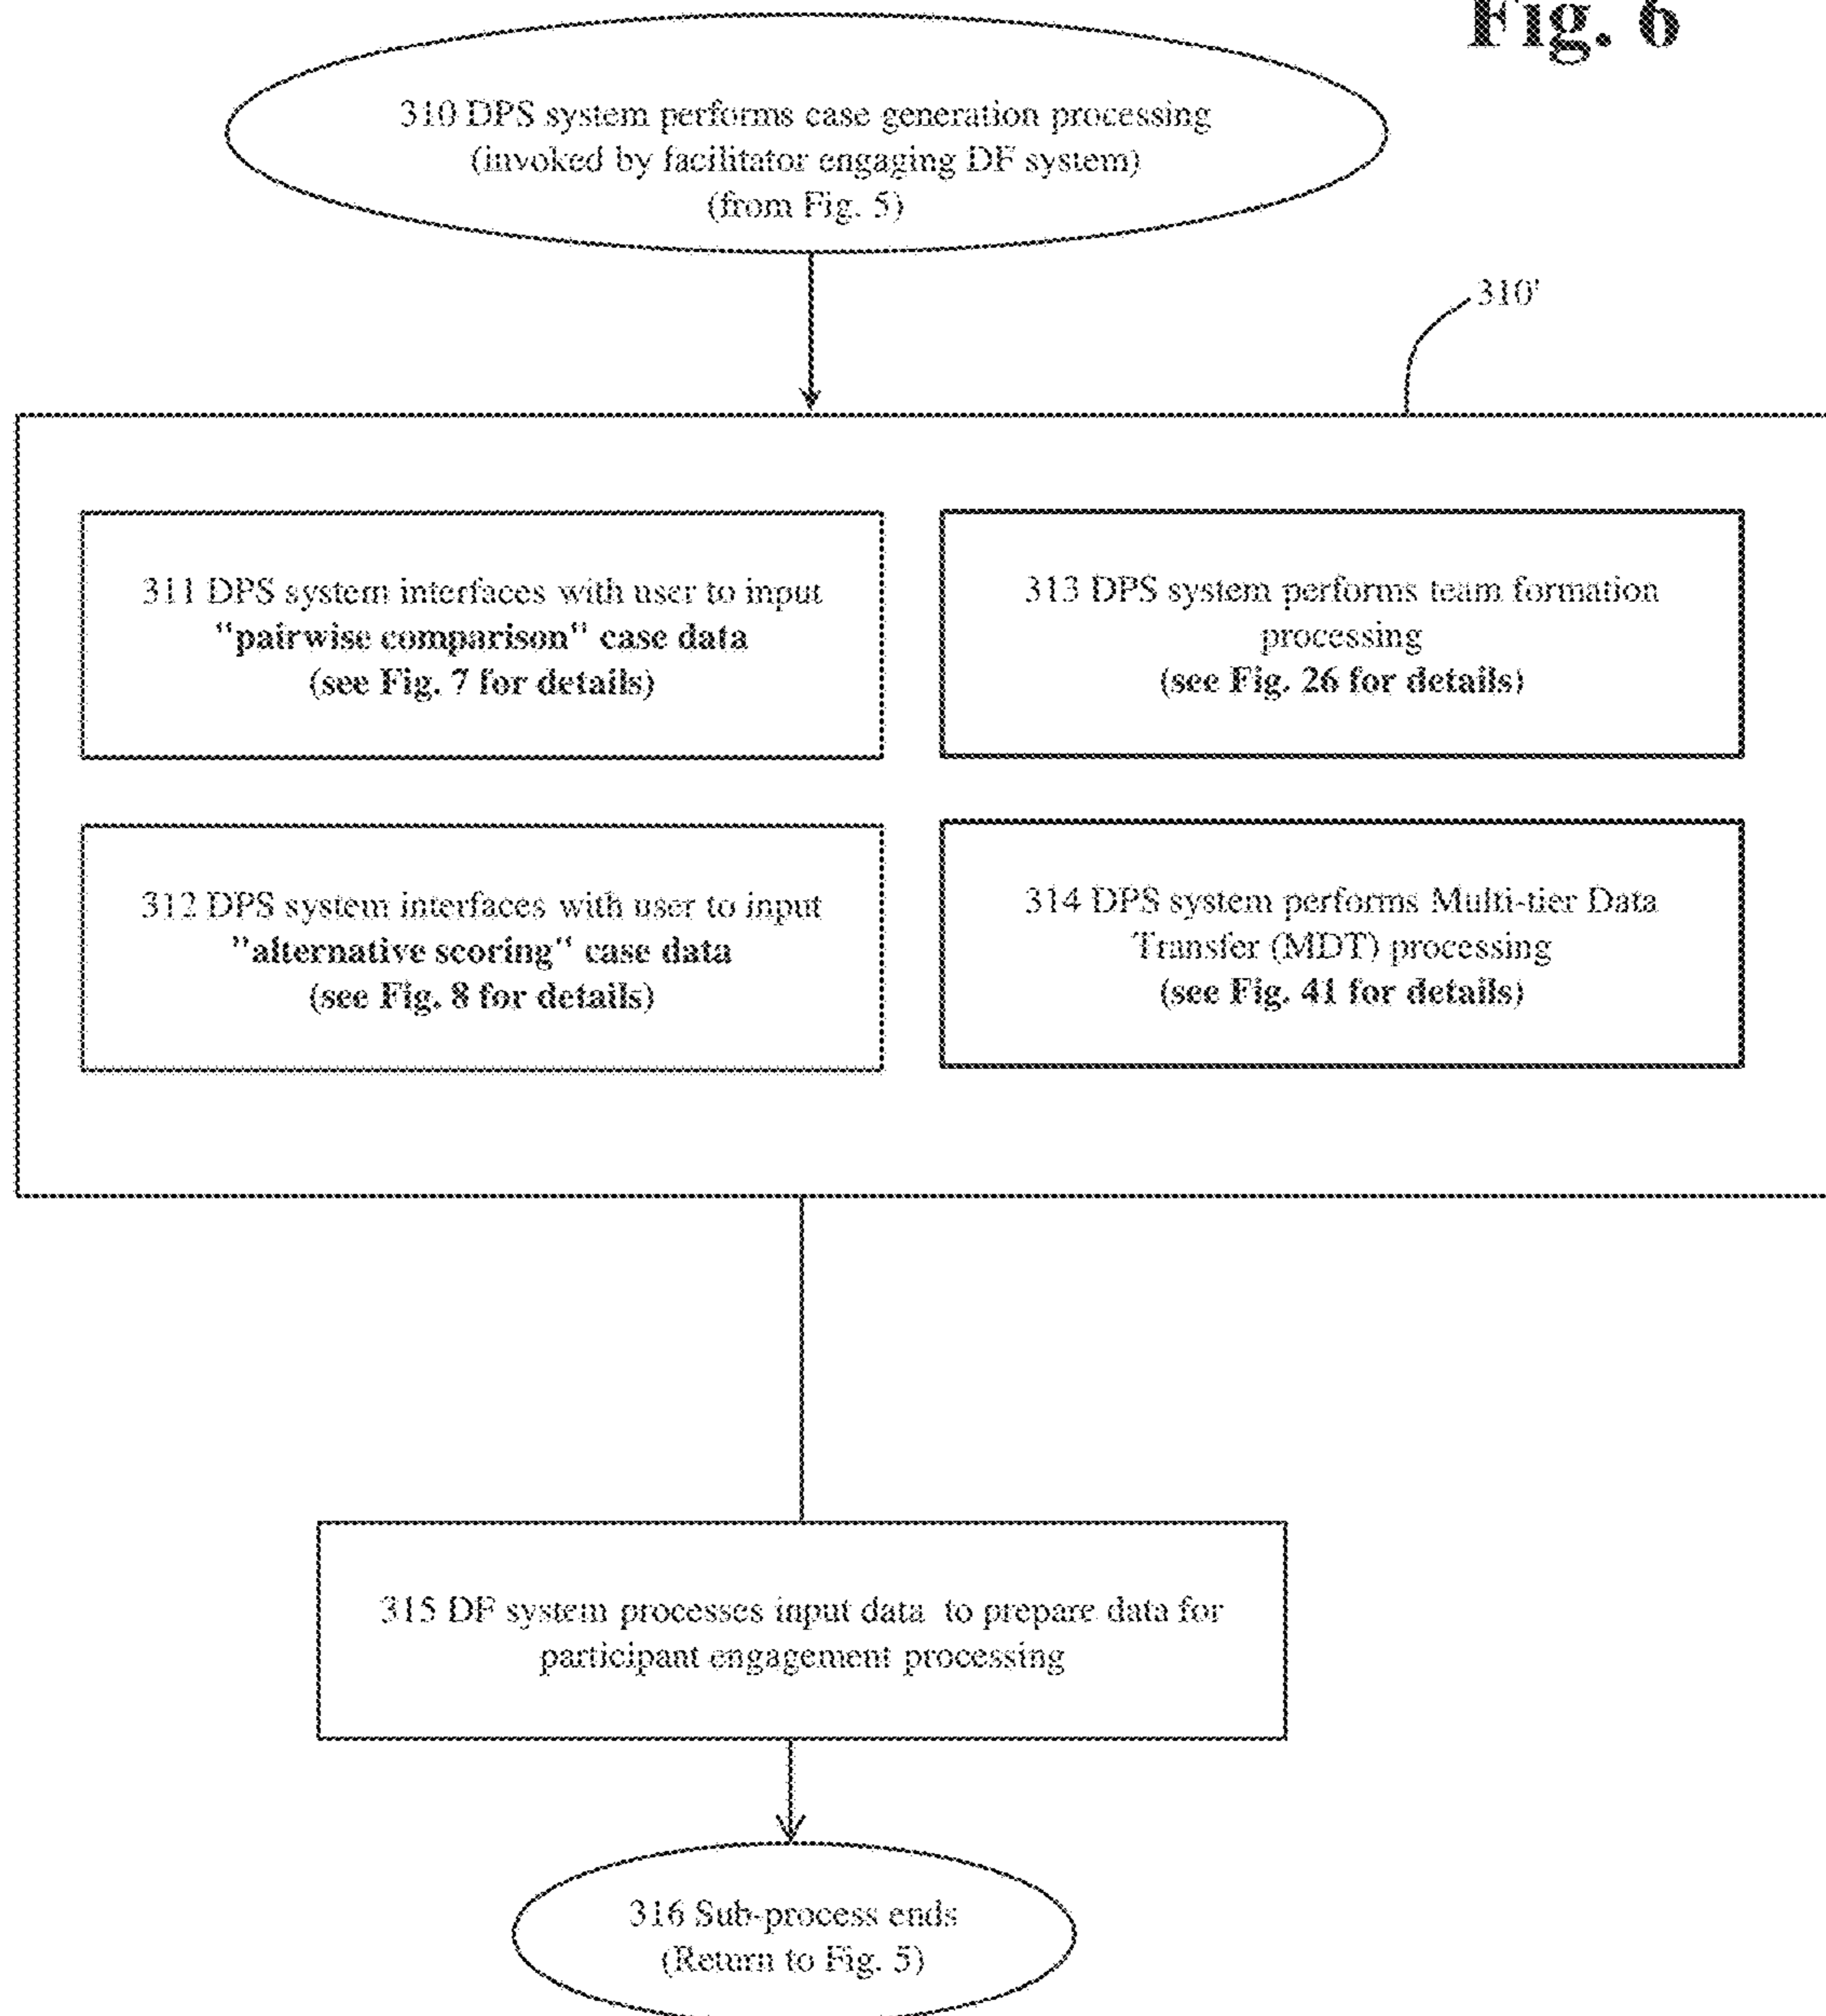 Fig. 6
310 DPS system performs case generation processing
(invoked by facilitator engaging DF system)
(from Fig. 5)
310'
311 DPS system interfaces with user to input
"pairwise comparison" case data
(see Fig. 7 for details)
313 DPS system performs team formation
processing
(see Fig. 26 for details)
312 DPS system interfaces with user to input
"alternative scoring" case data
(see Fig. 8 for details)
314 DPS system performs Multi-tier Data
Transfer (MDT) processing
(see Fig. 41 for details)
315 DF system processes input data to prepare data for
participant engagement processing
316 Sub-process ends
(Return to Fig. 5)